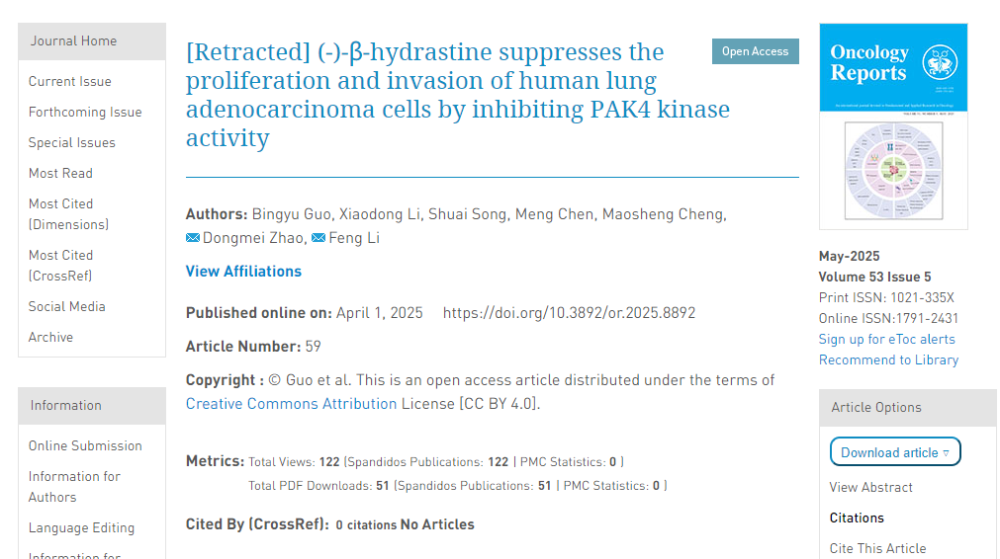 Journal Home
Current Issue
Forthcoming Issue
Special Issues
Most Read
Most Cited
(Dimensions)
Most Cited
(CrossRef)
Social Media
Archive
Information
Online Submission
Information for
Authors
Language Editing
Information for
[Retracted] (-)-β-hydrastine suppresses the
proliferation and invasion of human lung
adenocarcinoma cells by inhibiting PAK4 kinase
activity
Open Access
Authors: Bingyu Guo, Xiaodong Li, Shuai Song, Meng Chen, Maosheng Cheng,
Dongmei Zhao, Feng Li
View Affiliations
Published online on: April 1, 2025 https://doi.org/10.3892/or.2025.8892
Article Number: 59
Copyright : © Guo et al. This is an open access article distributed under the terms of
Creative Commons Attribution License [CC BY 4.0].
Metrics: Total Views: 122 (Spandidos Publications: 122 | PMC Statistics: 0 )
Total PDF Downloads: 51 (Spandidos Publications: 51 | PMC Statistics: 0 )
Cited By (CrossRef): 0 citations No Articles
Oncology
Reports
May-2025
Volume 53 Issue 5
Print ISSN: 1021-335X
Online ISSN:1791-2431
Sign up for eToc alerts
Recommend to Library
Article Options
Download article ▿
View Abstract
Citations
Cite This Article